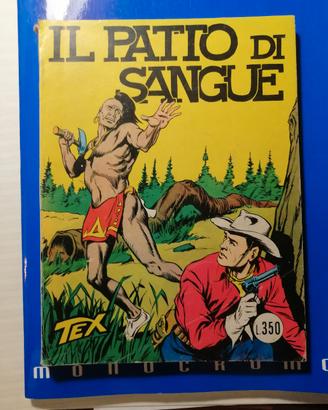 IL PATTO DI
SANGUE
TEX
L.350
MONOCROM